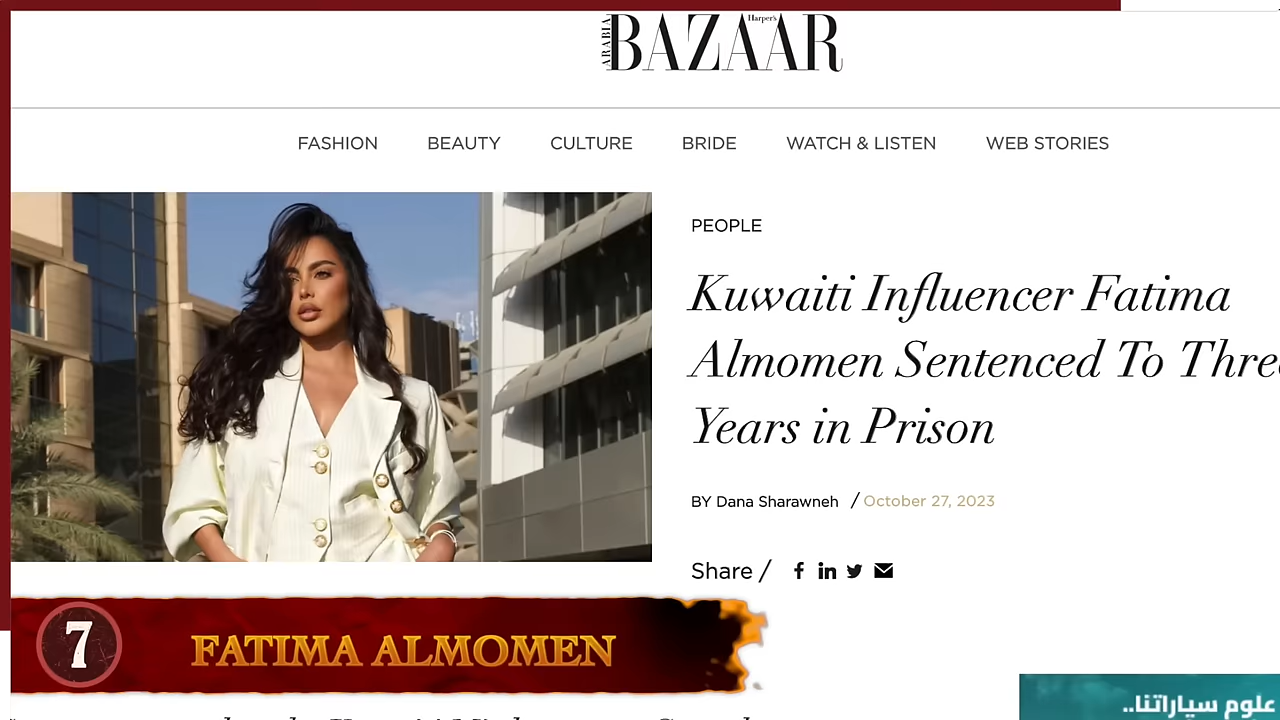 ARABIA
Harper's
BAZAAR
FASHION BEAUTY CULTURE BRIDE WATCH & LISTEN WEB STORIES
PEOPLE
Kuwaiti Influencer Fatima
Almomen Sentenced To Three
Years in Prison
BY Dana Sharawneh / October 27, 2023
Share /
7 FATIMA ALMOMEN
علوم سياراتنا..